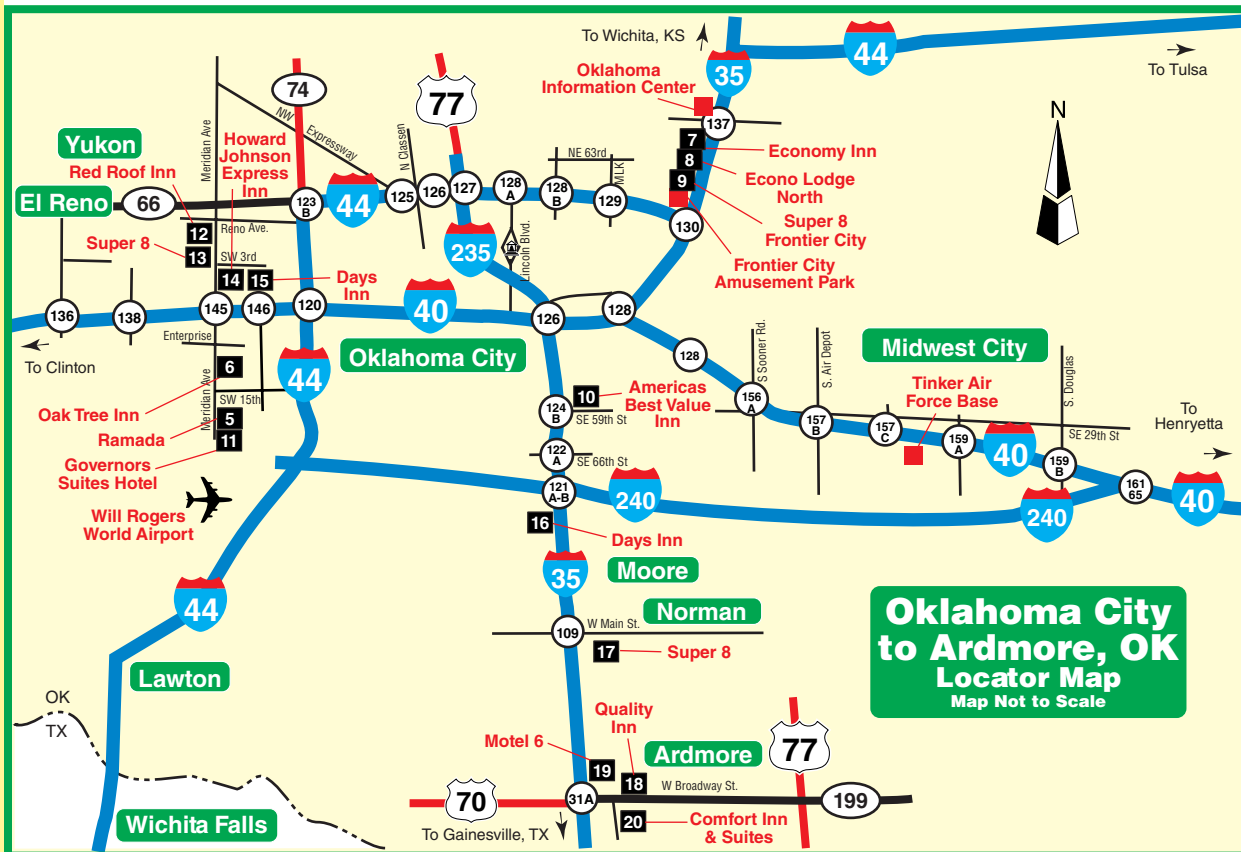 To Wichita, KS
44
35
To Tulsa
Oklahoma
Information Center
74
77
NW Expressway
N Classen
Meridian Ave
137
N
Yukon
Howard
Johnson
Express
Inn
Red Roof Inn
NE 63rd
MLK
7
Economy Inn
8
Econo Lodge
North
9
Super 8
Frontier City
Frontier City
Amusement Park
El Reno
66
123
B
44
125
126
127
128
A
128
B
129
130
Reno Ave.
12
Super 8
13
SW 3rd
14
15
Days
Inn
235
Lincoln Blvd.
136
138
145
146
120
40
126
128
Enterprise
To Clinton
Oklahoma City
128
S Sooner Rd.
S. Air Depot
Midwest City
S. Douglas
6
44
Oak Tree Inn
Meridian Ave
SW 15th
5
Ramada
11
Governors
Suites Hotel
10
Americas
Best Value
Inn
124
B
SE 59th St
122
A
SE 66th St
156
A
157
B
157
C
Tinker Air
Force Base
159
A
40
SE 29th St
159
B
To
Henryetta
161
65
40
121
A-B
240
240
Will Rogers
World Airport
16
Days Inn
35
Moore
44
Norman
109
W Main St.
17
Super 8
Lawton
Oklahoma City
to Ardmore, OK
Locator Map
Map Not to Scale
OK
TX
Quality
Inn
Motel 6
19
18
Ardmore
77
W Broadway St.
70
31A
199
To Gainesville, TX
20
Comfort Inn
& Suites
Wichita Falls